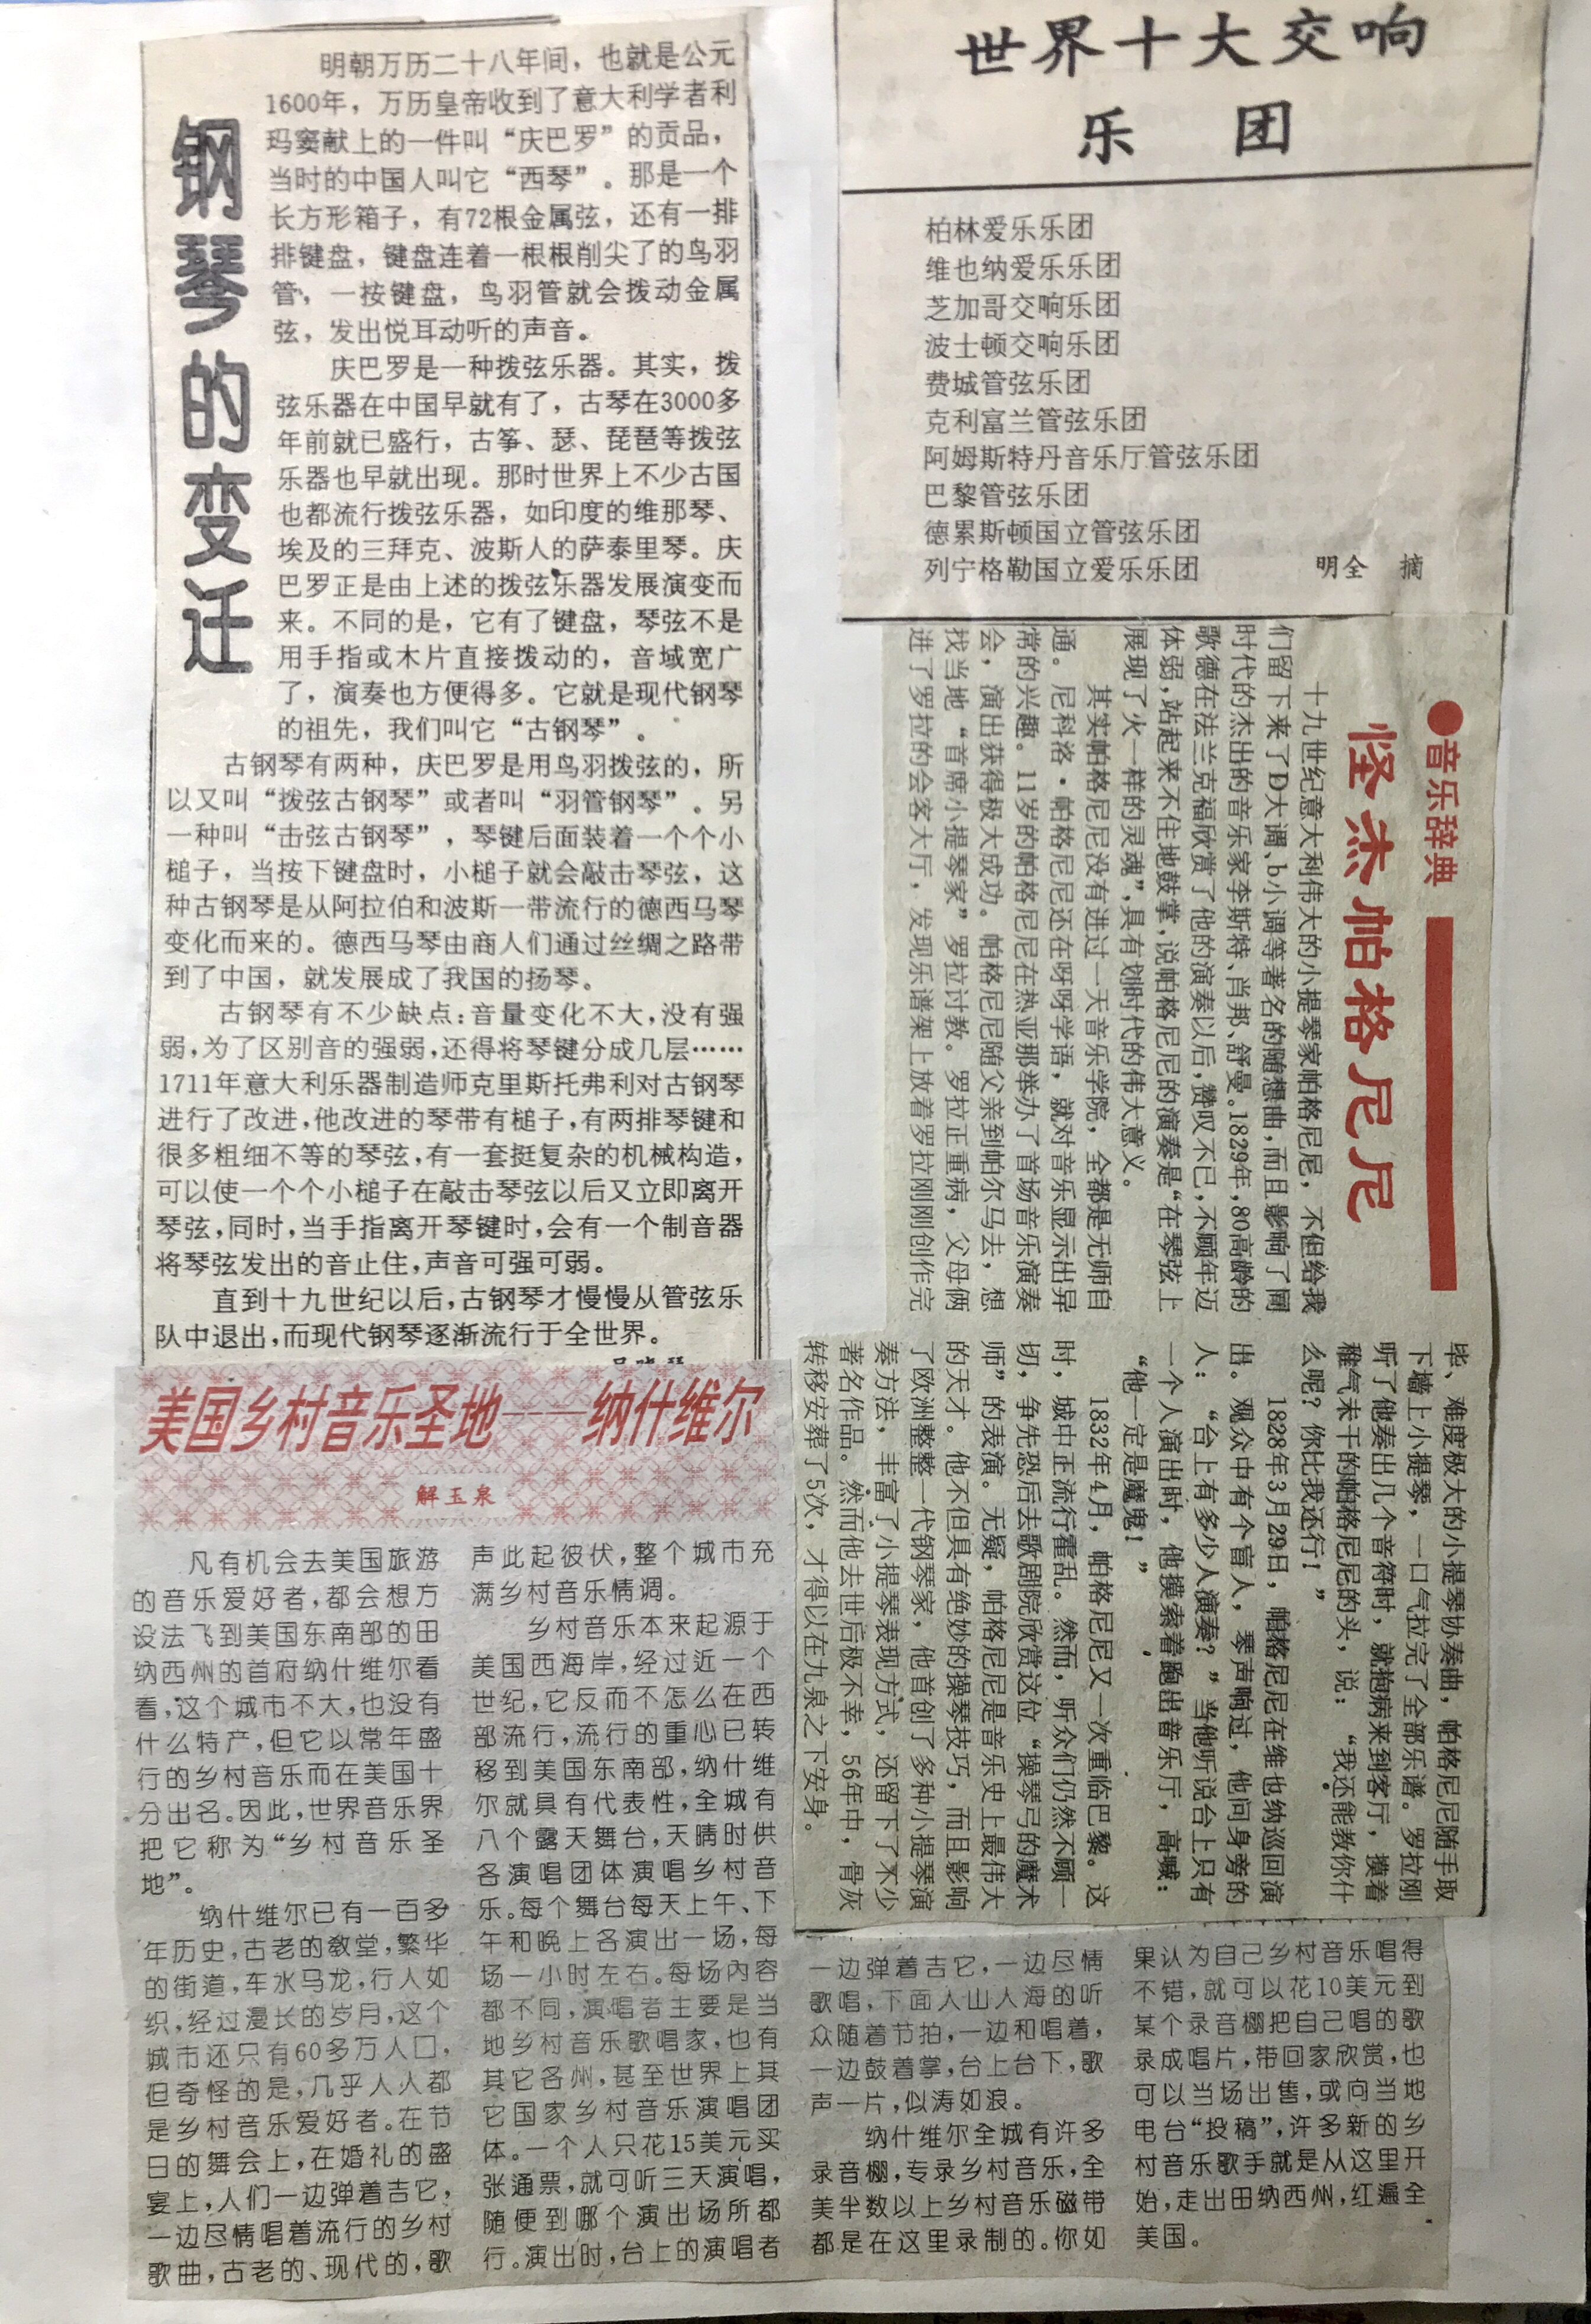 钢琴的变迁
明朝万历二十八年间，也就是公元
1600年，万历皇帝收到了意大利学者利
玛窦献上的一件叫“庆巴罗”的贡品，
当时的中国人叫它“西琴”。那是一个
长方形箱子，有72根金属弦，还有一排
排键盘，键盘连着一根根削尖了的鸟羽
管，一按键盘，鸟羽管就会拨动金属
弦，发出悦耳动听的声音。
庆巴罗是一种拨弦乐器。其实，拨
弦乐器在中国早就有了，古琴在3000多
年前就已盛行，古筝、瑟、琵琶等拨弦
乐器也早就出现。那时世界上不少古国
也都流行拨弦乐器，如印度的维那琴、
埃及的三拜克、波斯人的萨泰里琴。庆
巴罗正是由上述的拨弦乐器发展演变而
来。不同的是，它有了键盘，琴弦不是
用手指或木片直接拨动的，音域宽广
了，演奏也方便得多。它就是现代钢琴
的祖先，我们叫它“古钢琴”。
古钢琴有两种，庆巴罗是用鸟羽拨弦的，所
以又叫“拨弦古钢琴”或者叫“羽管钢琴”。另
一种叫“击弦古钢琴”，琴键后面装着一个个小
槌子，当按下键盘时，小槌子就会敲击琴弦，这
种古钢琴是从阿拉伯和波斯一带流行的德西马琴
变化而来的。德西马琴由商人们通过丝绸之路带
到了中国，就发展成了我国的扬琴。
古钢琴有不少缺点：音量变化不大，没有强
弱，为了区别音的强弱，还得将琴键分成几层……
1711年意大利乐器制造师克里斯托弗利对古钢琴
进行了改进，他改进的琴带有槌子，有两排琴键和
很多粗细不等的琴弦，有一套挺复杂的机械构造，
可以使一个个小槌子在敲击琴弦以后又立即离开
琴弦，同时，当手指离开琴键时，会有一个制音器
将琴弦发出的音止住，声音可强可弱。
直到十九世纪以后，古钢琴才慢慢从管弦乐
队中退出，而现代钢琴逐渐流行于全世界。
世界十大交响
乐 团
柏林爱乐乐团
维也纳爱乐乐团
芝加哥交响乐团
波士顿交响乐团
费城管弦乐团
克利富兰管弦乐团
阿姆斯特丹音乐厅管弦乐团
巴黎管弦乐团
德累斯顿国立管弦乐团
列宁格勒国立爱乐乐团 明全 摘
●音乐辞典
怪杰帕格尼尼
十九世纪意大利伟大的小提琴家帕格尼尼，不但给我
们留下来了D大调、b小调等著名的随想曲，而且影响了同
时代的杰出的音乐家李斯特、肖邦、舒曼。1829年，80高龄的
歌德在法兰克福欣赏了他的演奏以后，赞叹不已，不顾年迈
体弱，站起来不住地鼓掌，说帕格尼尼的演奏是“在琴弦上
展现了火一样的灵魂”，具有划时代的伟大意义。
其实帕格尼尼没有进过一天音乐学院，全都是无师自
通。尼科洛·帕格尼尼还在呀呀学语，就对音乐显示出异
常的兴趣。11岁的帕格尼尼在热亚那举办了首场音乐演奏
会，演出获得极大成功。帕格尼尼随父亲到帕尔马去，想
找当地“首席小提琴家”罗拉讨教。罗拉正重病，父母俩
进了罗拉的会客大厅，发现乐谱架上放着罗拉刚刚创作完
毕、难度极大的小提琴协奏曲，帕格尼尼随手取
下墙上小提琴，一口气拉完了全部乐谱。罗拉刚
听了他奏出几个音符时，就抱病来到客厅，摸着
稚气未干的帕格尼尼的头，说：“我还能教你什
么呢？你比我还行！”
1828年3月29日，帕格尼尼在维也纳巡回演
出。观众中有个盲人，琴声响过，他问身旁的
人：“台上有多少人演奏？”当他听说台上只有
一个人演出时，他摸索着跑出音乐厅，高喊：
“他一定是魔鬼！”
1832年4月，帕格尼尼又一次重临巴黎。这
时，城中正流行霍乱。然而，听众们仍然不顾一
切，争先恐后去歌剧院欣赏这位“操琴弓的魔术
师”的表演。无疑，帕格尼尼是音乐史上最伟大
的天才。他不但具有绝妙的操琴技巧，而且影响
了欧洲整整一代钢琴家，他首创了多种小提琴演
奏方法，丰富了小提琴表现方式，还留下了不少
著名作品。然而他去世后极不幸，56年中，骨灰
转移安葬了5次，才得以在九泉之下安身。
美国乡村音乐圣地——纳什维尔
解玉泉
凡有机会去美国旅游
的音乐爱好者，都会想方
设法飞到美国东南部的田
纳西州的首府纳什维尔看
看，这个城市不大，也没有
什么特产，但它以常年盛
行的乡村音乐而在美国十
分出名。因此，世界音乐界
把它称为“乡村音乐圣
地”。
纳什维尔已有一百多
年历史，古老的教堂，繁华
的街道，车水马龙，行人如
织，经过漫长的岁月，这个
城市还只有60多万人口，
但奇怪的是，几乎人人都
是乡村音乐爱好者。在节
日的舞会上，在婚礼的盛
宴上，人们一边弹着吉它，
一边尽情唱着流行的乡村
歌曲，古老的、现代的，歌
声此起彼伏，整个城市充
满乡村音乐情调。
乡村音乐本来起源于
美国西海岸，经过近一个
世纪，它反而不怎么在西
部流行，流行的重心已转
移到美国东南部，纳什维
尔就具有代表性，全城有
八个露天舞台，天晴时供
各演唱团体演唱乡村音
乐。每个舞台每天上午、下
午和晚上各演出一场，每
场一小时左右。每场内容
都不同，演唱者主要是当
地乡村音乐歌唱家，也有
其它各州，甚至世界上其
它国家乡村音乐演唱团
体。一个人只花15美元买
张通票，就可听三天演唱，
随便到哪个演出场所都
行。演出时，台上的演唱者
一边弹着吉它，一边尽情
歌唱，下面人山人海的听
众随着节拍，一边和唱着，
一边鼓着掌，台上台下，歌
声一片，似涛如浪。
纳什维尔全城有许多
录音棚，专录乡村音乐，全
美半数以上乡村音乐磁带
都是在这里录制的。你如
果认为自己乡村音乐唱得
不错，就可以花10美元到
某个录音棚把自己唱的歌
录成唱片，带回家欣赏，也
可以当场出售，或向当地
电台“投稿”，许多新的乡
村音乐歌手就是从这里开
始，走出田纳西州，红遍全
美国。